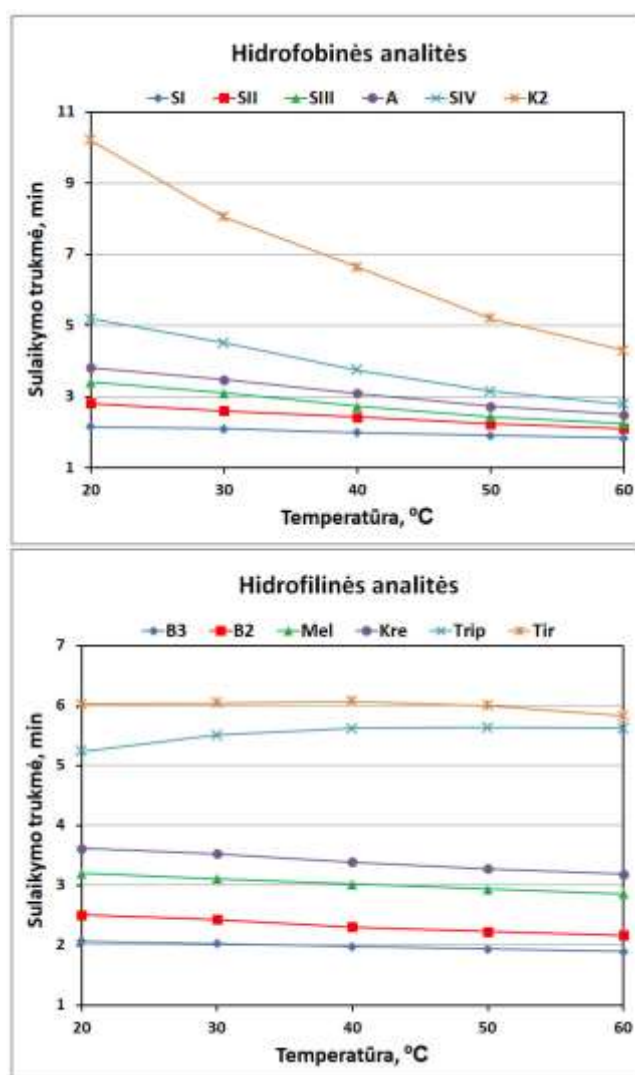 Hidrofobinės analitės
SI SII SIII A SIV K2
11
9
7
5
3
1
Sulaikymo trukmė, min
20 30 40 50 60
Temperatūra, °C
Hidrofilinės analitės
B3 B2 Mel Kre Trip Tir
7
6
5
4
3
2
1
Sulaikymo trukmė, min
20 30 40 50 60
Temperatūra, °C